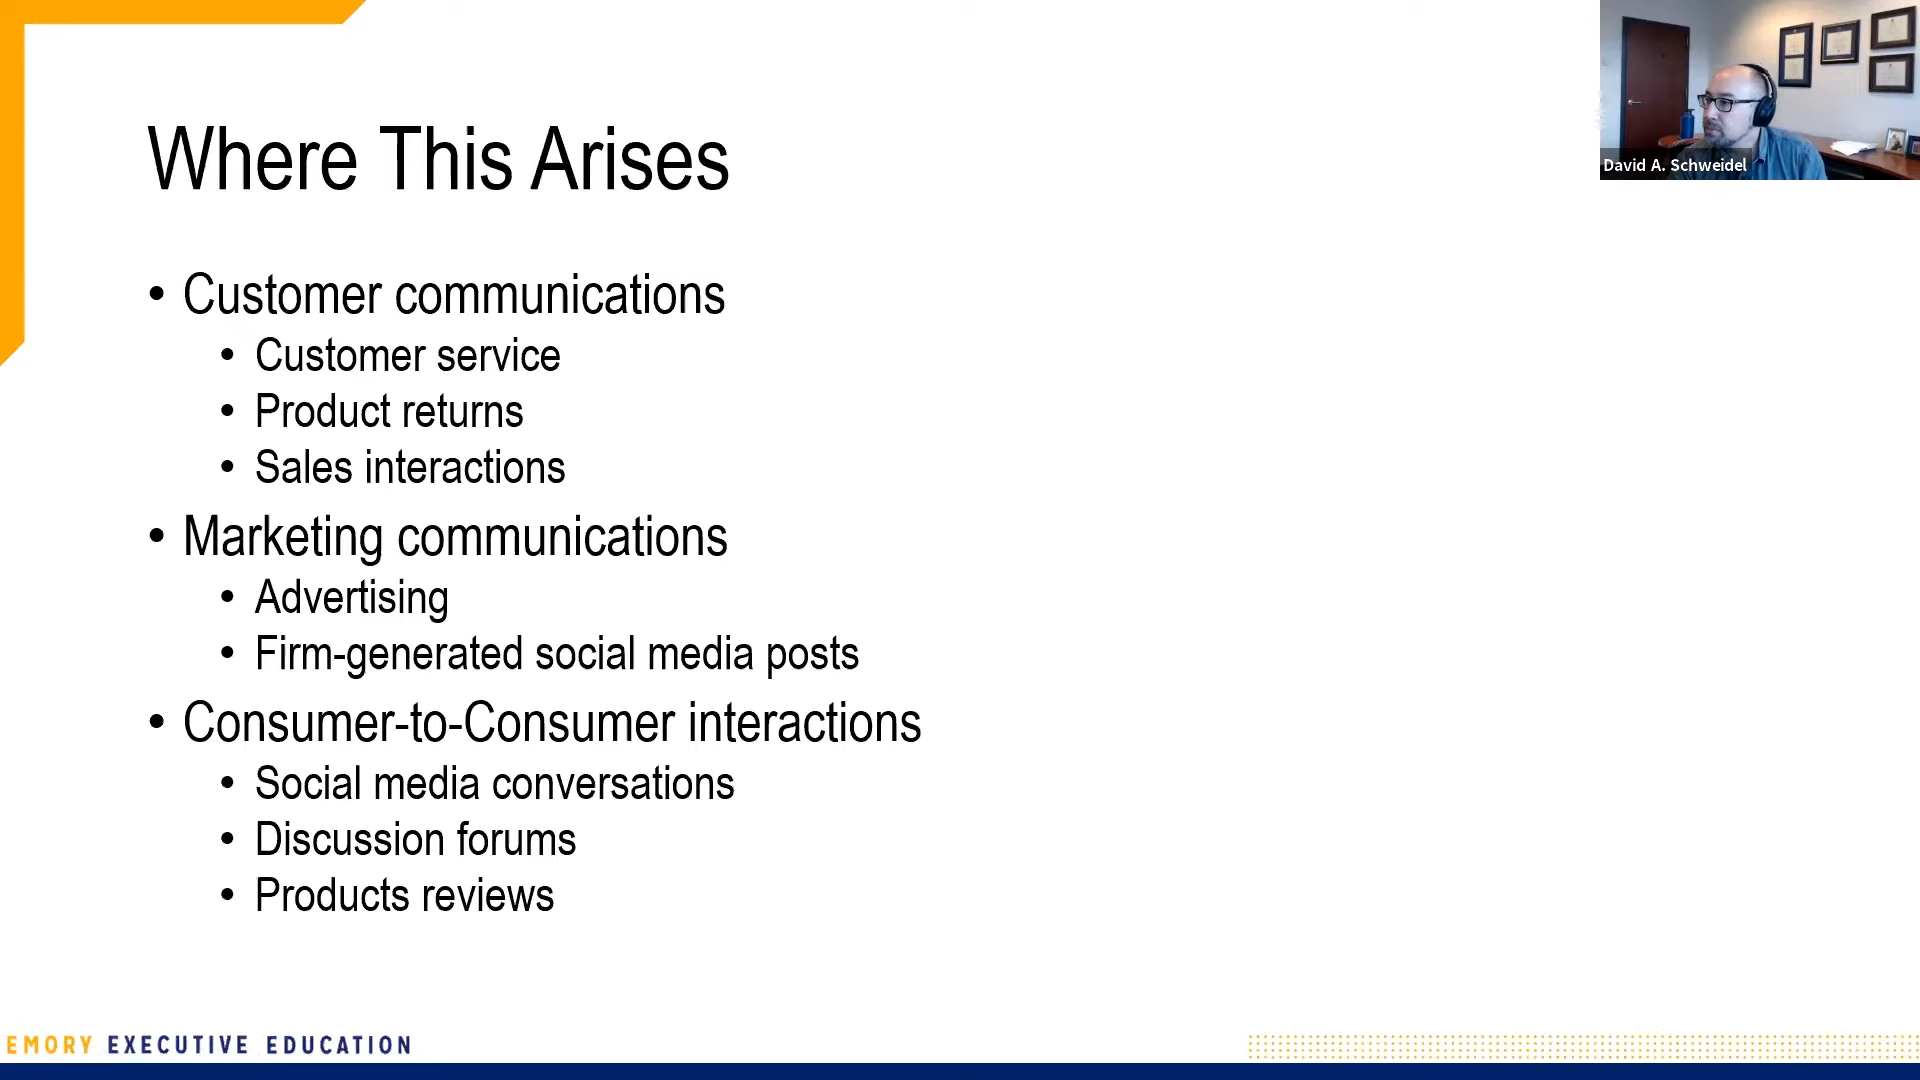 Where This Arises
• Customer communications
• Customer service
• Product returns
• Sales interactions
• Marketing communications
• Advertising
• Firm-generated social media posts
• Consumer-to-Consumer interactions
• Social media conversations
• Discussion forums
• Products reviews
David A. Schweidel
EMORY EXECUTIVE EDUCATION